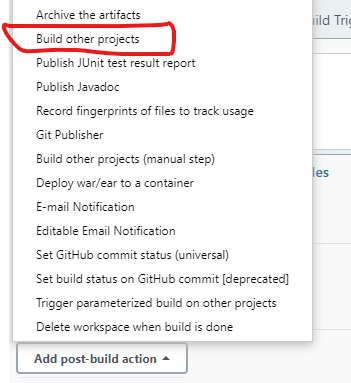 Archive the artifacts
Build other projects
Publish JUnit test result report
Publish Javadoc
Record fingerprints of files to track usage
Git Publisher
Build other projects (manual step)
Deploy war/ear to a container
E-mail Notification
Editable Email Notification
Set GitHub commit status (universal)
Set build status on GitHub commit [deprecated]
Trigger parameterized build on other projects
Delete workspace when build is done
Add post-build action